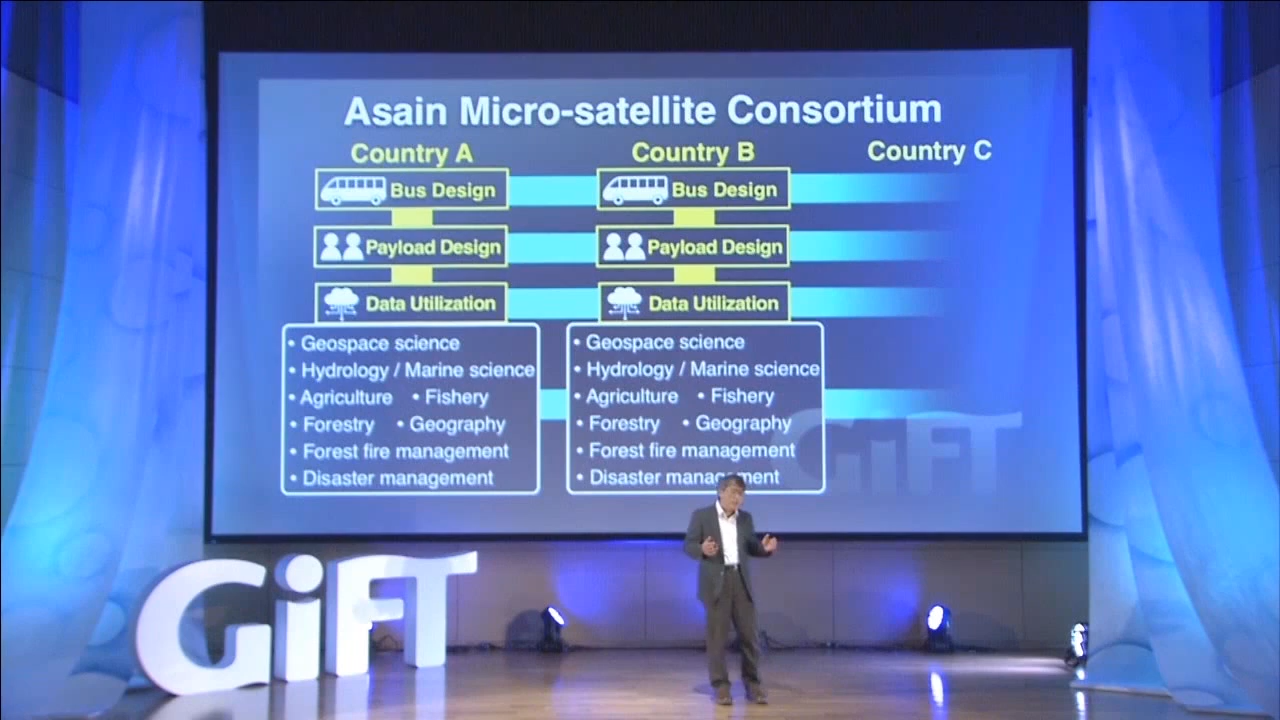 Asain Micro-satellite Consortium
Country A Country B Country C
Bus Design Bus Design
Payload Design Payload Design
Data Utilization Data Utilization
• Geospace science • Geospace science
• Hydrology / Marine science • Hydrology / Marine science
• Agriculture • Fishery • Agriculture • Fishery
• Forestry • Geography • Forestry • Geography
• Forest fire management • Forest fire management
• Disaster management • Disaster management
GiFT
GiFT